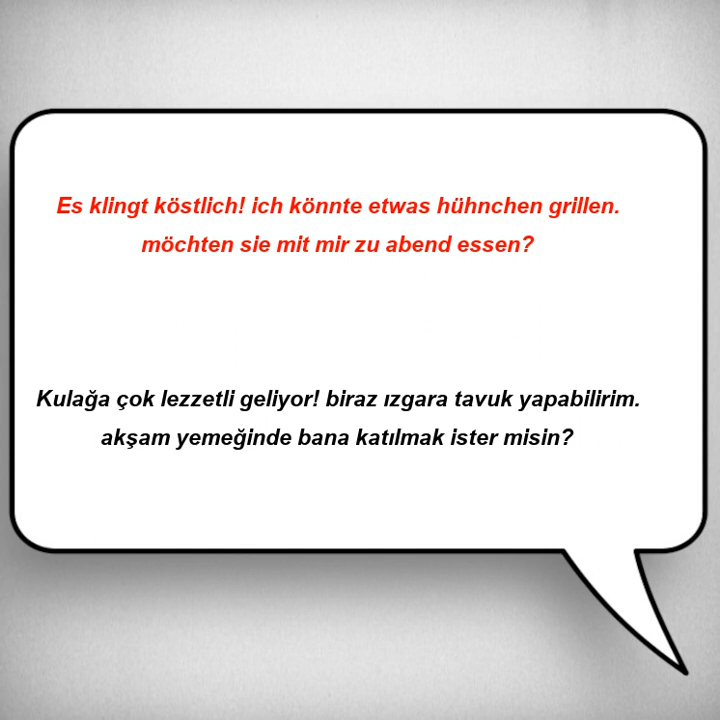 Es klingt köstlich! ich könnte etwas hühnchen grillen.
möchten sie mit mir zu abend essen?
Kulağa çok lezzetli geliyor! biraz ızgara tavuk yapabilirim.
akşam yemeğinde bana katılmak ister misin?